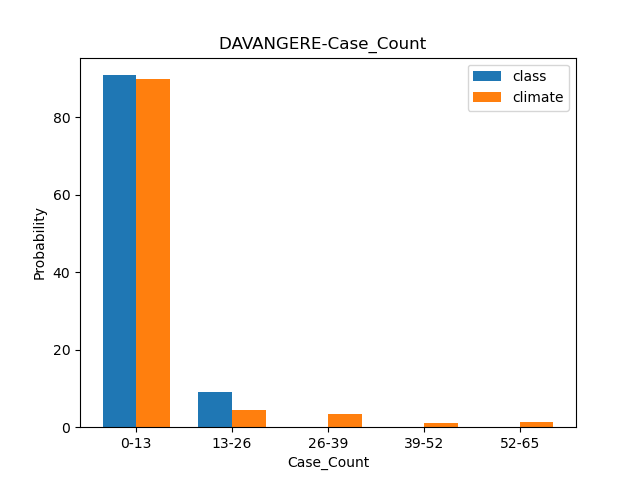 DAVANGERE-Case_Count
class
climate
Probability
80
60
40
20
0
0-13
13-26
26-39
39-52
52-65
Case_Count